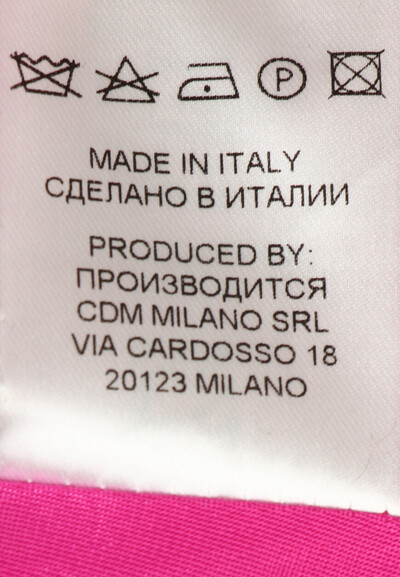 P
MADE IN ITALY
СДЕЛАНО В ИТАЛИИ
PRODUCED BY:
ПРОИЗВОДИТСЯ
CDM MILANO SRL
VIA CARDOSSO 18
20123 MILANO